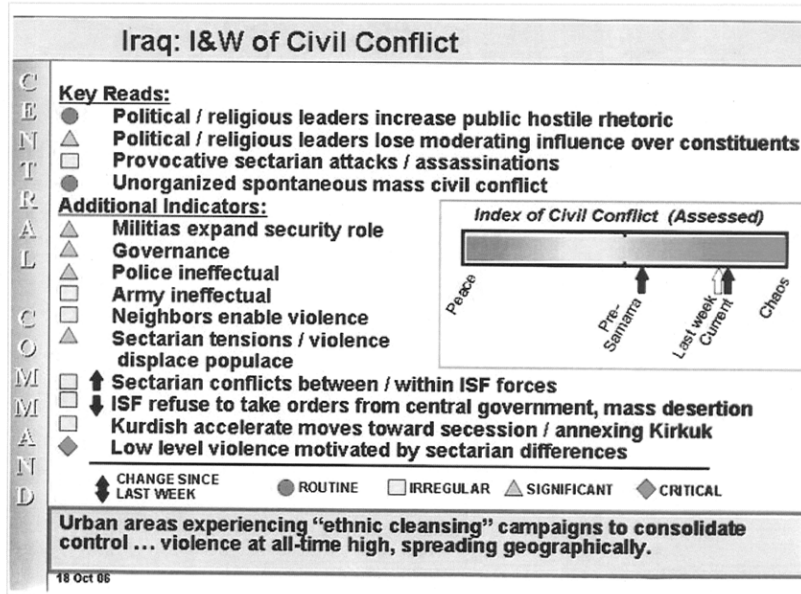 Iraq: I&W of Civil Conflict
CENTRAL COMMAND
Key Reads:
Political / religious leaders increase public hostile rhetoric
Political / religious leaders lose moderating influence over constituents
Provocative sectarian attacks / assassinations
Unorganized spontaneous mass civil conflict
Additional Indicators:
Militias expand security role
Governance
Police ineffectual
Army ineffectual
Neighbors enable violence
Sectarian tensions / violence
displace populace
Sectarian conflicts between / within ISF forces
ISF refuse to take orders from central government, mass desertion
Kurdish accelerate moves toward secession / annexing Kirkuk
Low level violence motivated by sectarian differences
Index of Civil Conflict (Assessed)
Peace
Pre-
Samarra
Last week
Current
Chaos
CHANGE SINCE
LAST WEEK
ROUTINE
IRREGULAR
SIGNIFICANT
CRITICAL
Urban areas experiencing “ethnic cleansing” campaigns to consolidate
control ... violence at all-time high, spreading geographically.
18 Oct 06